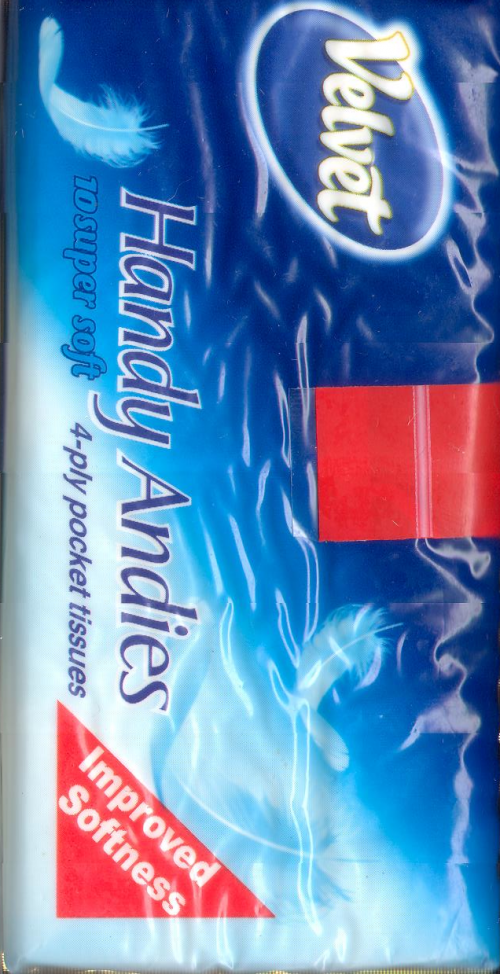 Velvet
Handy Andies
10 super soft 4-ply pocket tissues
Improved
Softness